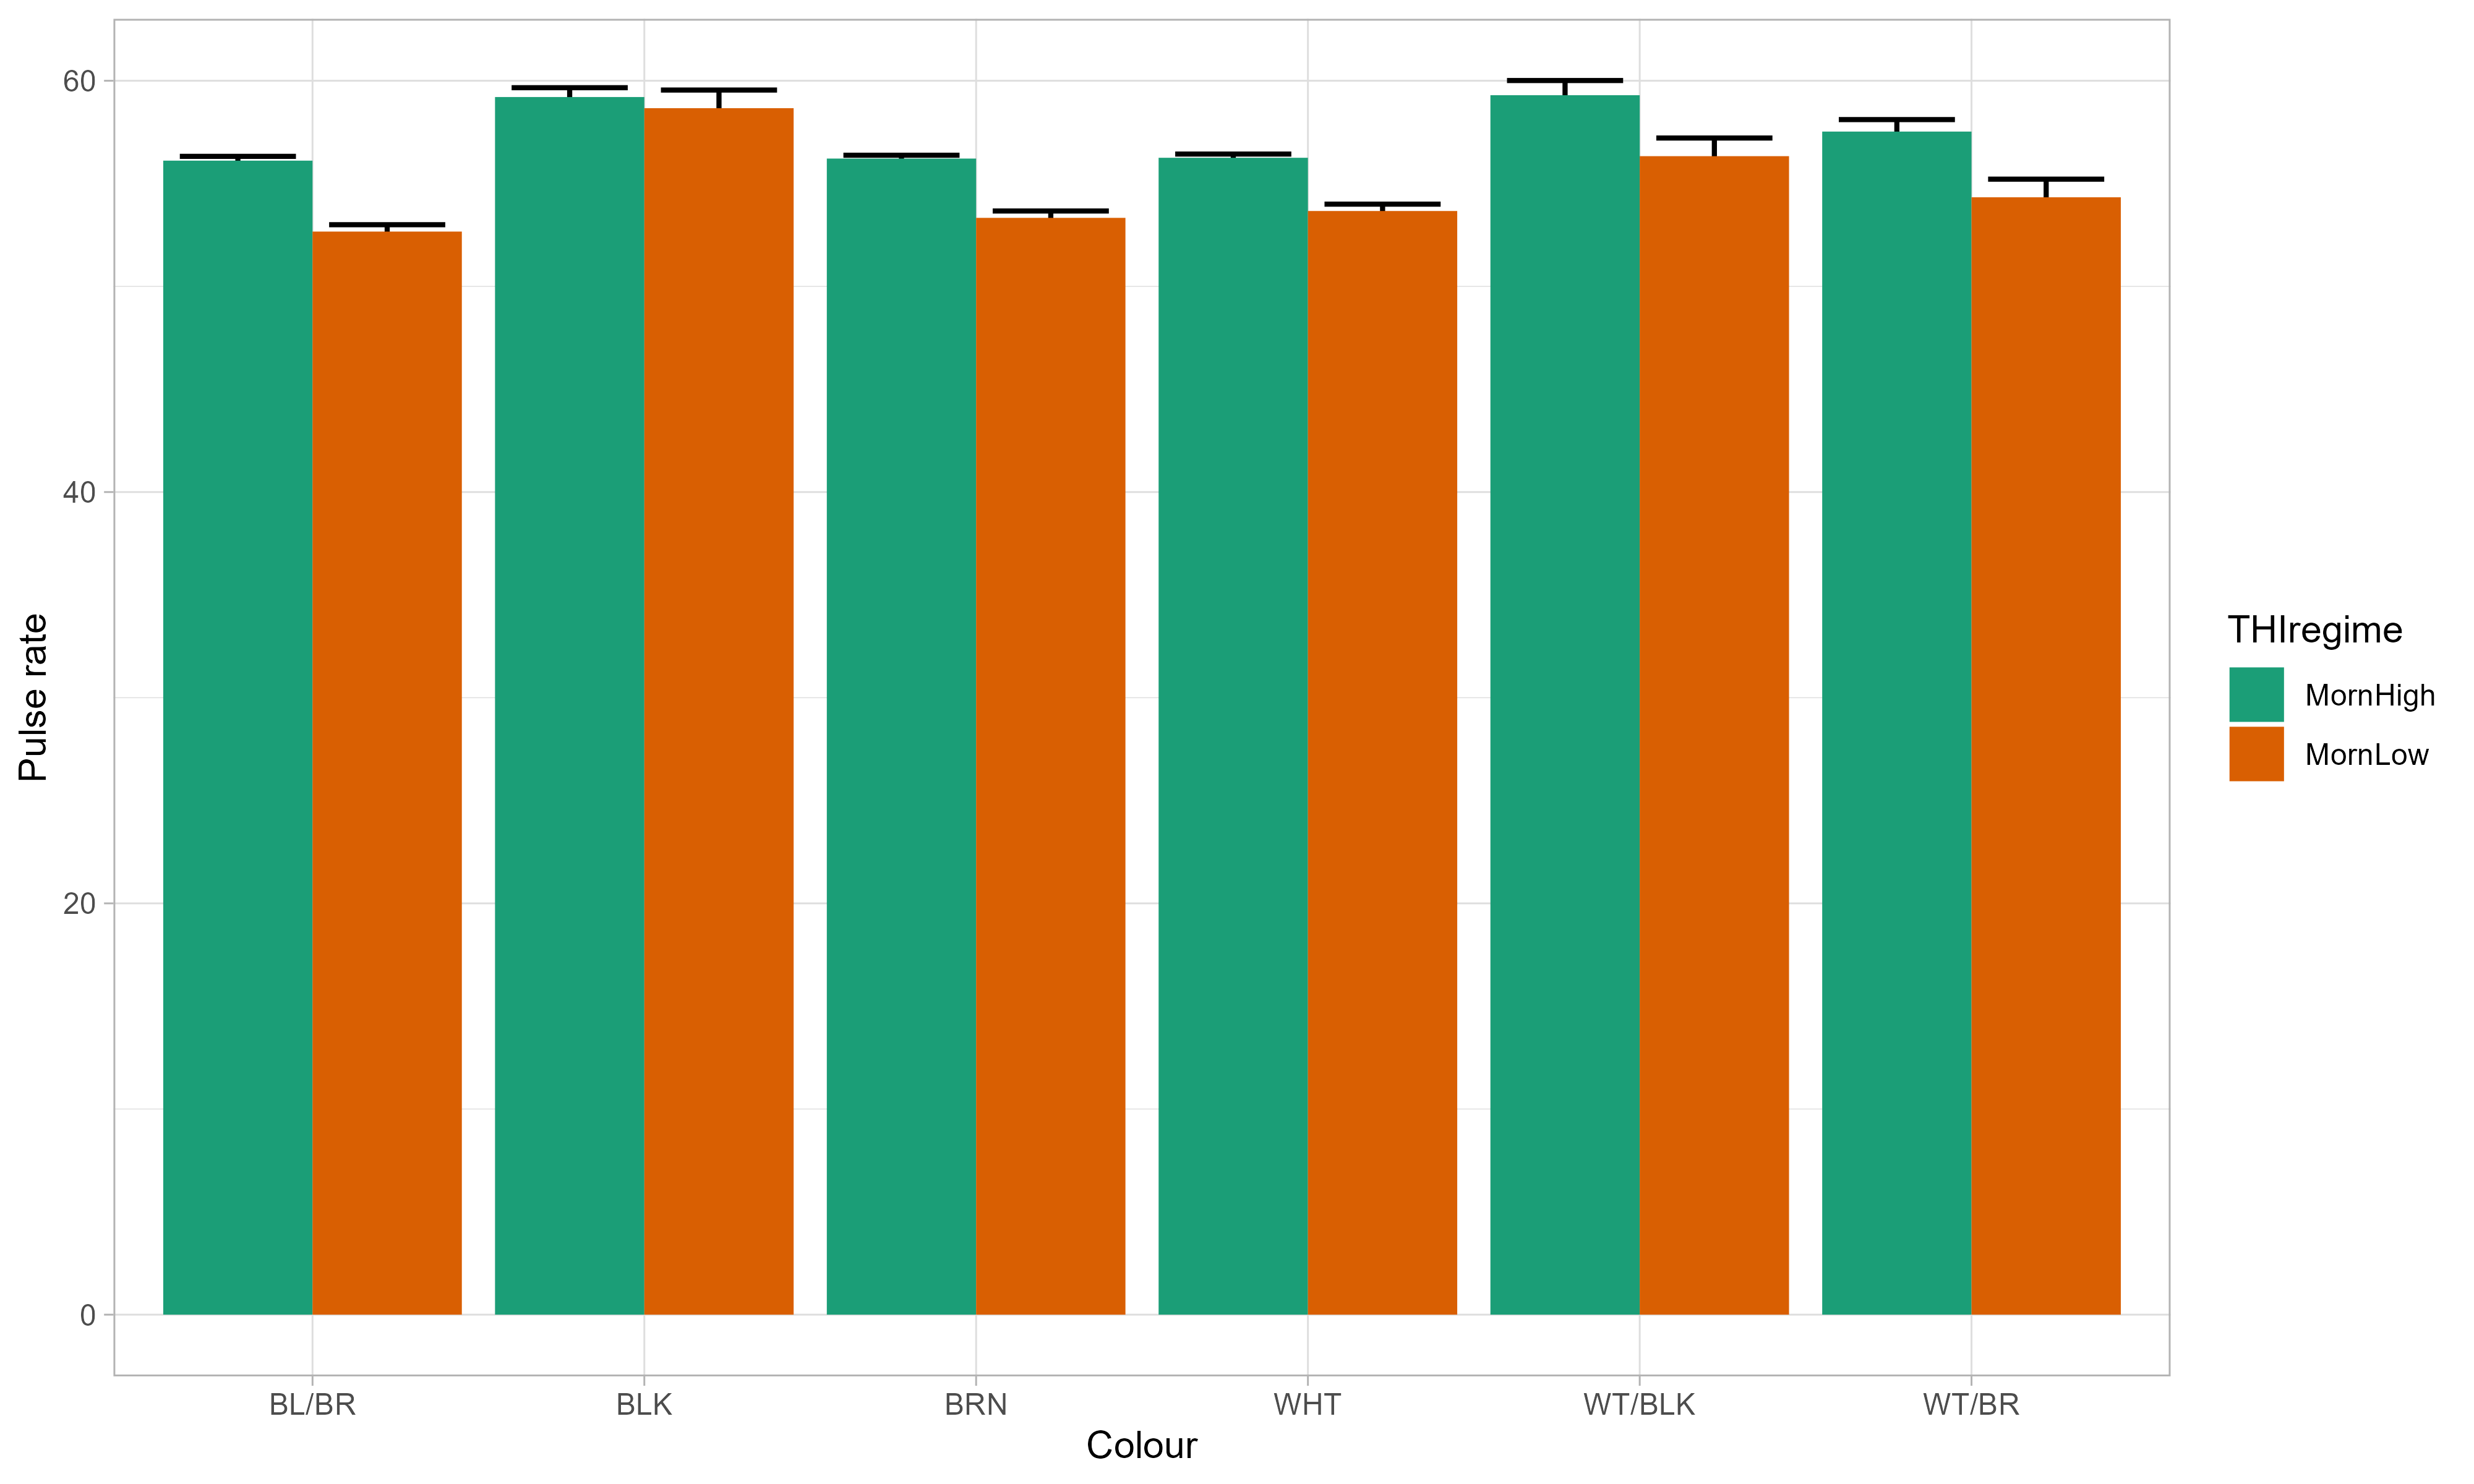 60
40
20
0
Pulse rate
BL/BR BLK BRN WHT WT/BLK WT/BR
Colour
THIregime
MornHigh
MornLow